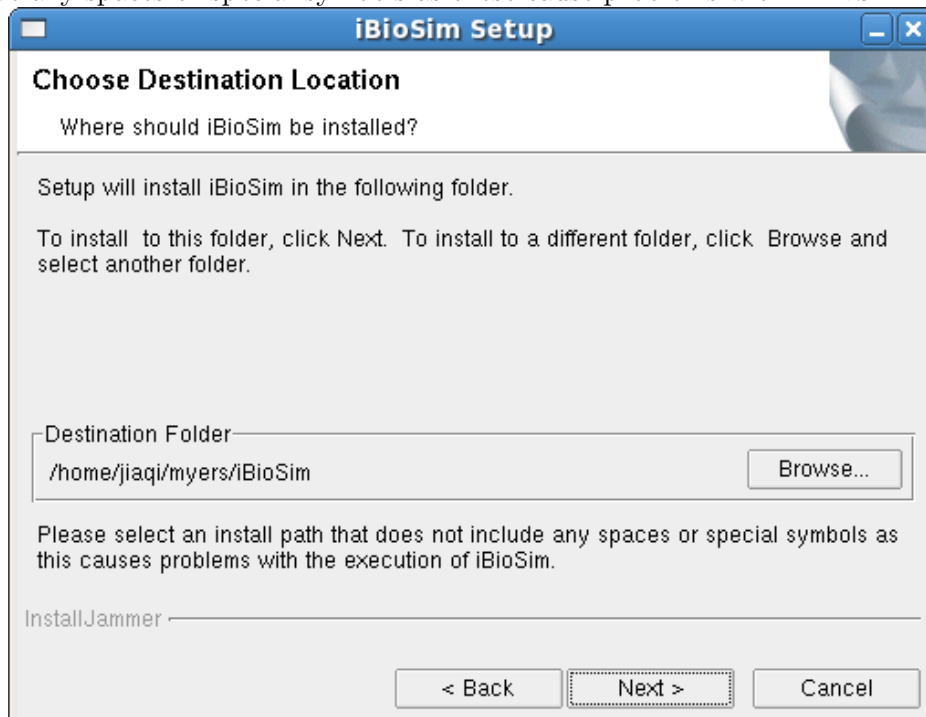 iBioSim Setup
Choose Destination Location
Where should iBioSim be installed?
Setup will install iBioSim in the following folder.
To install to this folder, click Next. To install to a different folder, click Browse and
select another folder.
Destination Folder
/home/jiaqi/myers/iBioSim
Browse...
Please select an install path that does not include any spaces or special symbols as
this causes problems with the execution of iBioSim.
InstallJammer
< Back
Next >
Cancel